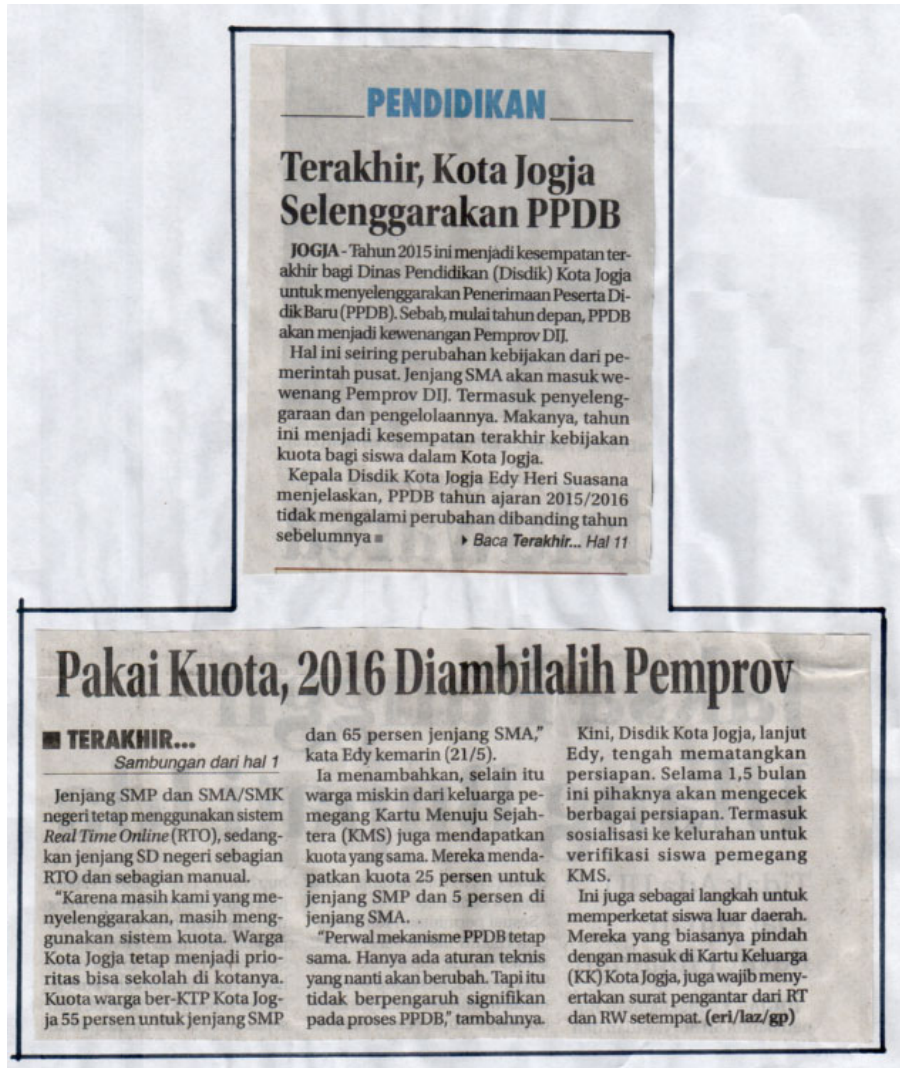 PENDIDIKAN
Terakhir, Kota Jogja
Selenggarakan PPDB
JOGJA - Tahun 2015 ini menjadi kesempatan ter-
akhir bagi Dinas Pendidikan (Disdik) Kota Jogja
untuk menyelenggarakan Penerimaan Peserta Di-
dik Baru (PPDB). Sebab, mulai tahun depan, PPDB
akan menjadi kewenangan Pemprov DIJ.
Hal ini seiring perubahan kebijakan dari pe-
merintah pusat. Jenjang SMA akan masuk we-
wenang Pemprov DIJ. Termasuk penyeleng-
garaan dan pengelolaannya. Makanya, tahun
ini menjadi kesempatan terakhir kebijakan
kuota bagi siswa dalam Kota Jogja.
Kepala Disdik Kota Jogja Edy Heri Suasana
menjelaskan, PPDB tahun ajaran 2015/2016
tidak mengalami perubahan dibanding tahun
sebelumnya ■ ▸ Baca Terakhir... Hal 11
Pakai Kuota, 2016 Diambilalih Pemprov
■ TERAKHIR...
Sambungan dari hal 1
Jenjang SMP dan SMA/SMK
negeri tetap menggunakan sistem
Real Time Online (RTO), sedang-
kan jenjang SD negeri sebagian
RTO dan sebagian manual.
"Karena masih kami yang me-
nyelenggarakan, masih meng-
gunakan sistem kuota. Warga
Kota Jogja tetap menjadi prio-
ritas bisa sekolah di kotanya.
Kuota warga ber-KTP Kota Jog-
ja 55 persen untuk jenjang SMP
dan 65 persen jenjang SMA,"
kata Edy kemarin (21/5).
Ia menambahkan, selain itu
warga miskin dari keluarga pe-
megang Kartu Menuju Sejah-
tera (KMS) juga mendapatkan
kuota yang sama. Mereka menda-
patkan kuota 25 persen untuk
jenjang SMP dan 5 persen di
jenjang SMA.
"Perwal mekanisme PPDB tetap
sama. Hanya ada aturan teknis
yang nanti akan berubah. Tapi itu
tidak berpengaruh signifikan
pada proses PPDB," tambahnya.
Kini, Disdik Kota Jogja, lanjut
Edy, tengah mematangkan
persiapan. Selama 1,5 bulan
ini pihaknya akan mengecek
berbagai persiapan. Termasuk
sosialisasi ke kelurahan untuk
verifikasi siswa pemegang
KMS.
Ini juga sebagai langkah untuk
memperketat siswa luar daerah.
Mereka yang biasanya pindah
dengan masuk di Kartu Keluarga
(KK) Kota Jogja, juga wajib meny-
ertakan surat pengantar dari RT
dan RW setempat. (eri/laz/gp)